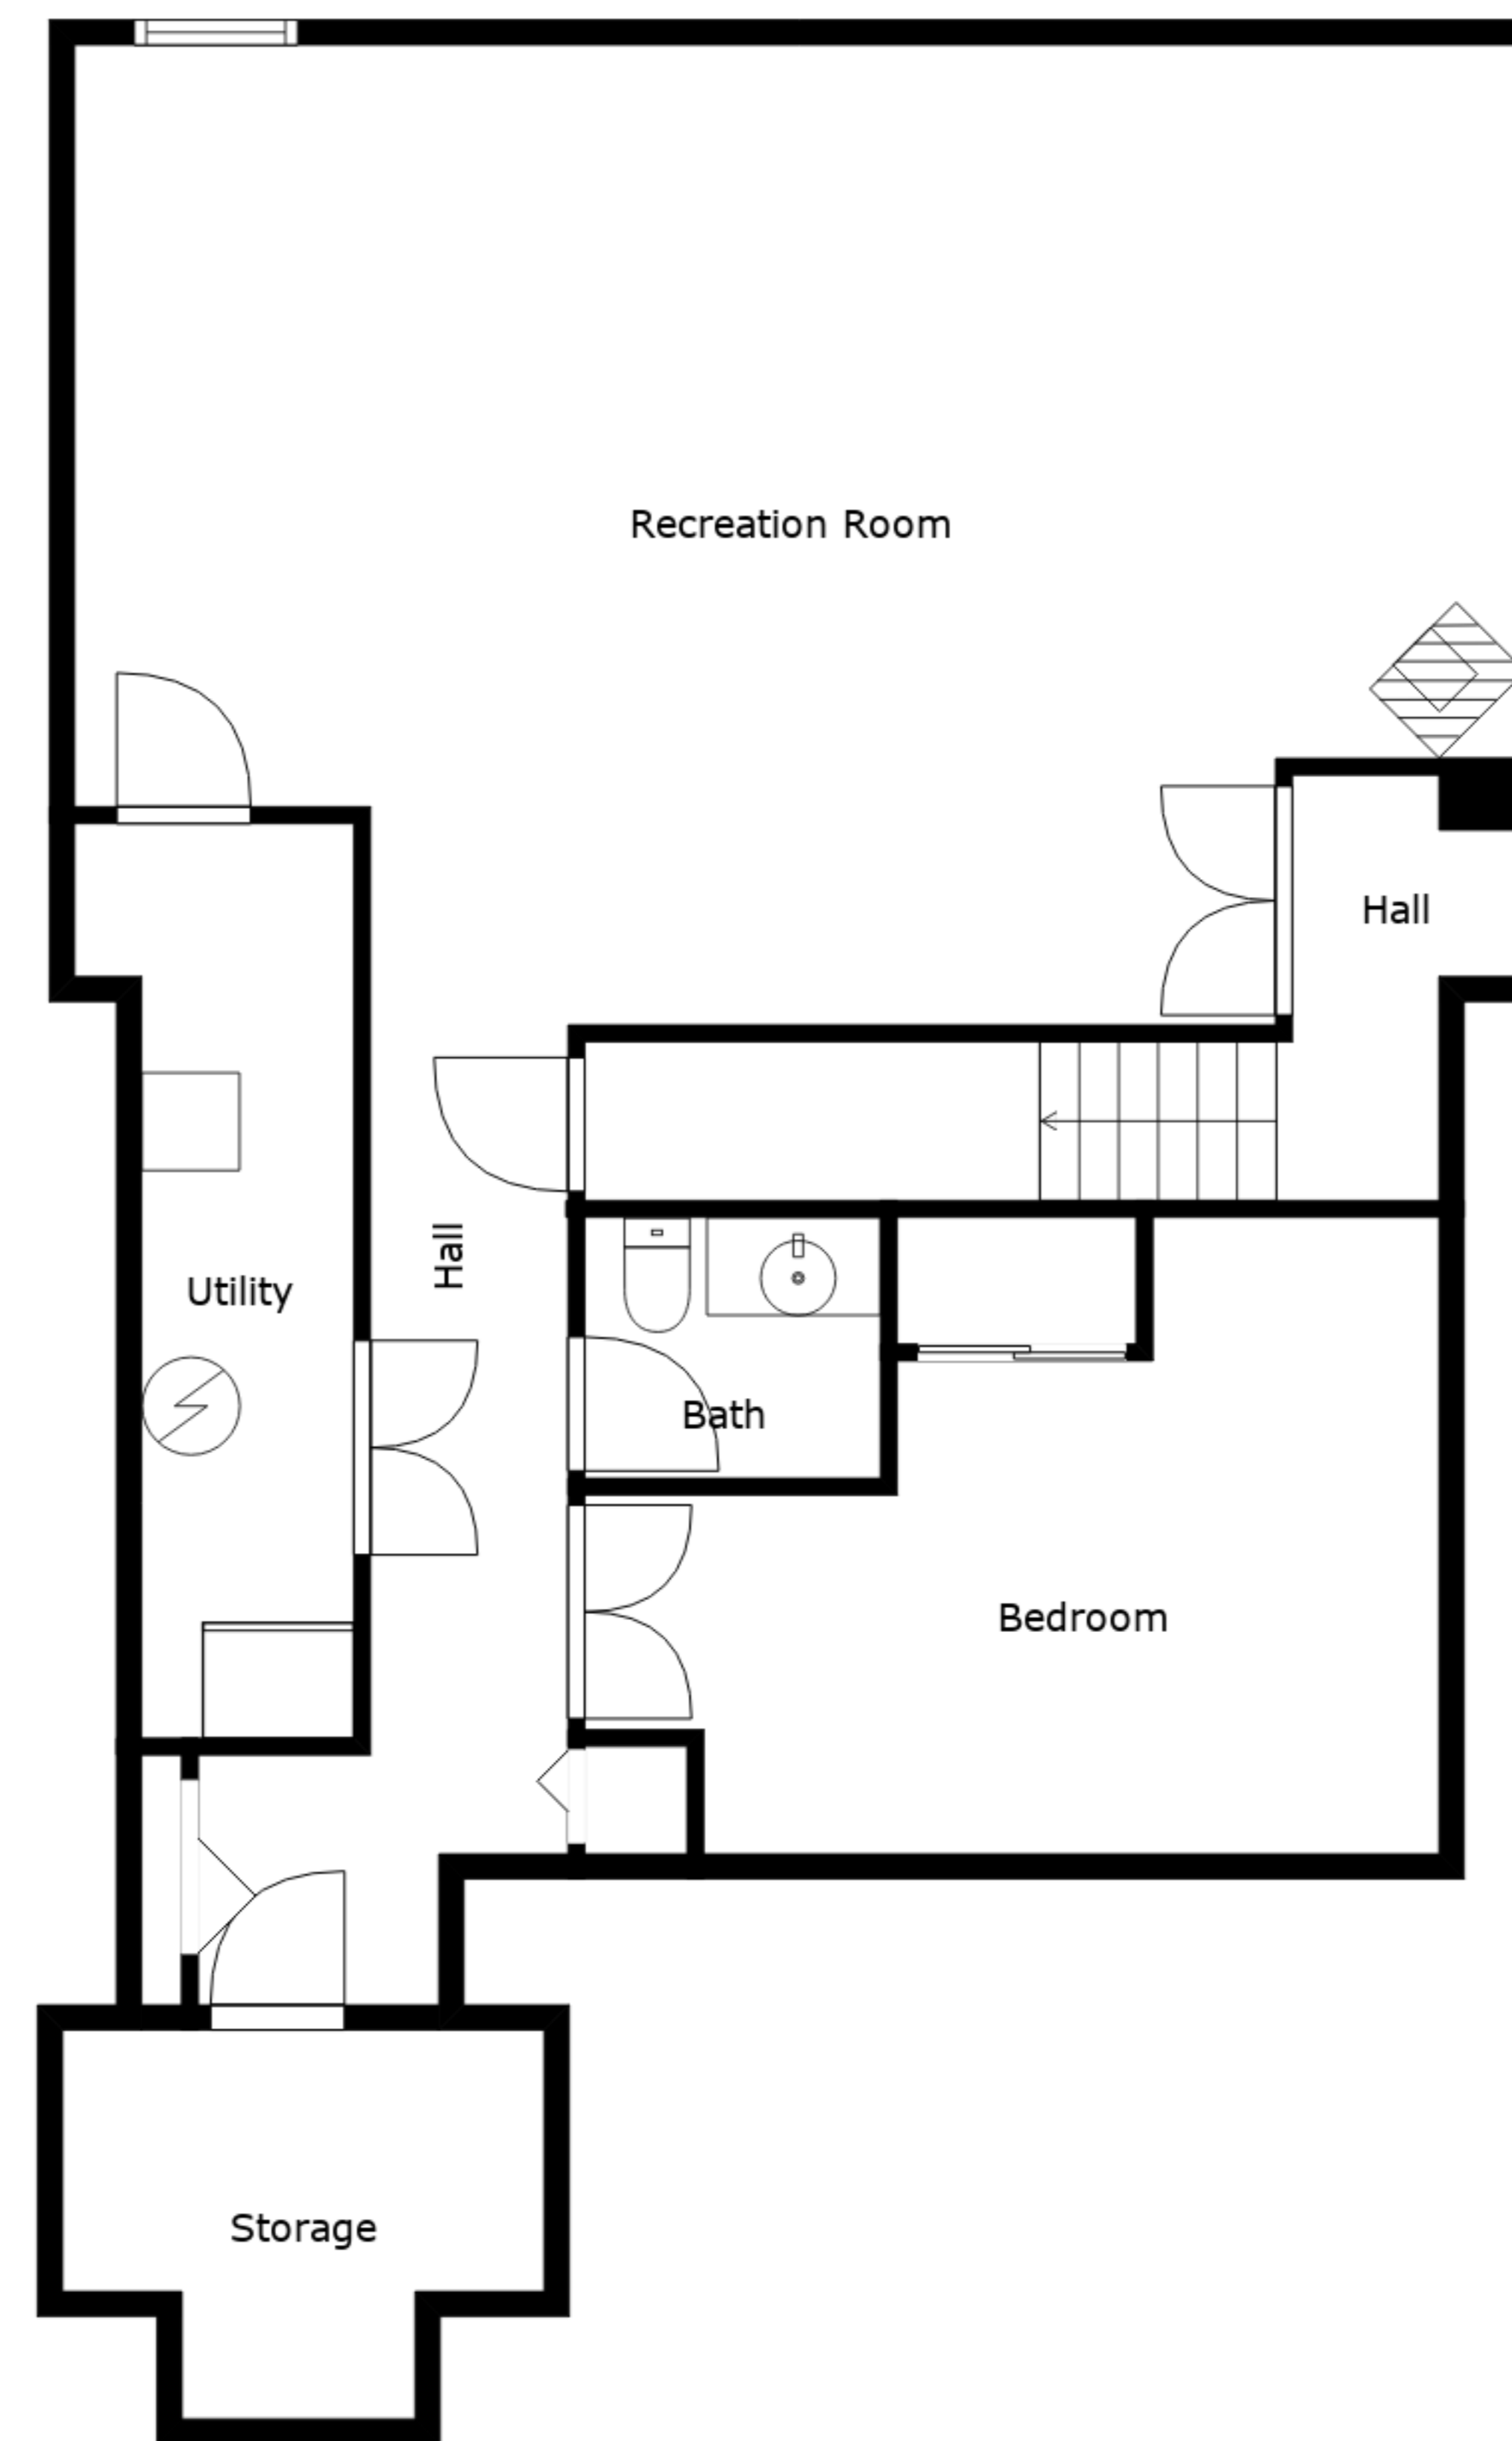 Recreation Room
Hall
Hall
Utility
Bath
Bedroom
Storage